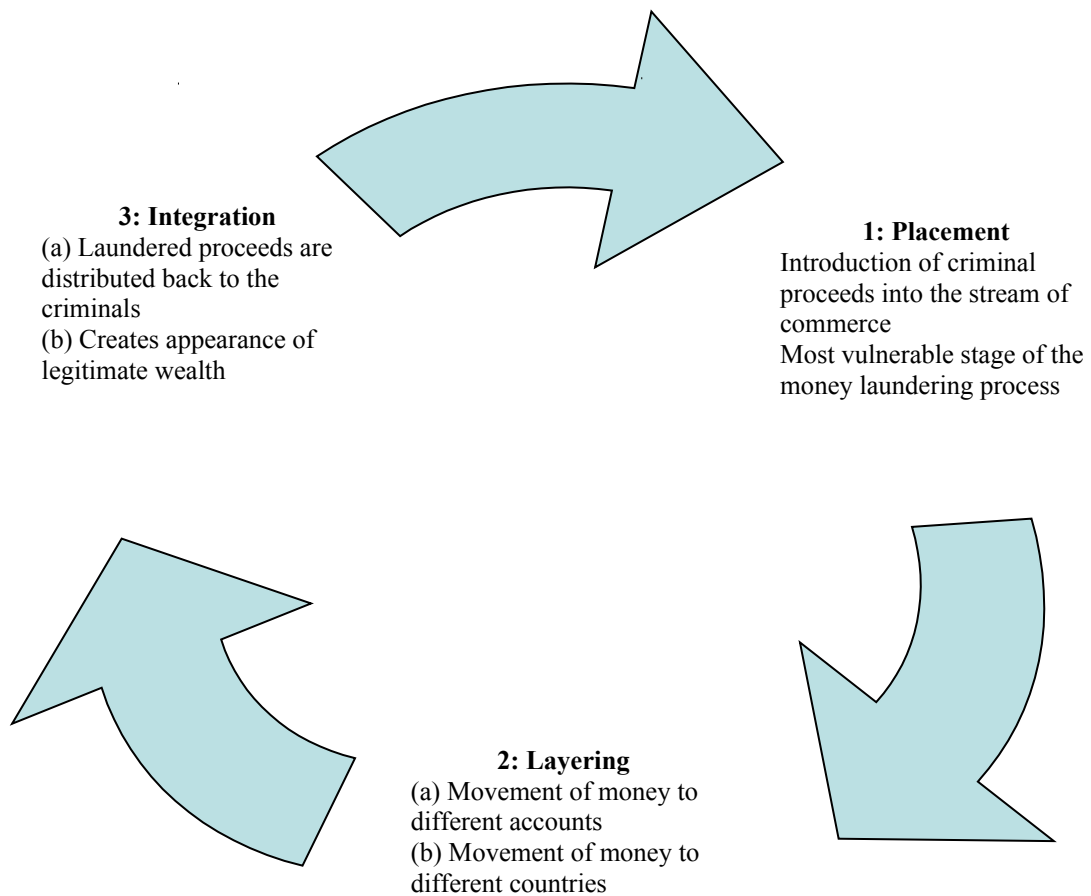 3: Integration
(a) Laundered proceeds are
distributed back to the
criminals
(b) Creates appearance of
legitimate wealth
1: Placement
Introduction of criminal
proceeds into the stream of
commerce
Most vulnerable stage of the
money laundering process
2: Layering
(a) Movement of money to
different accounts
(b) Movement of money to
different countries